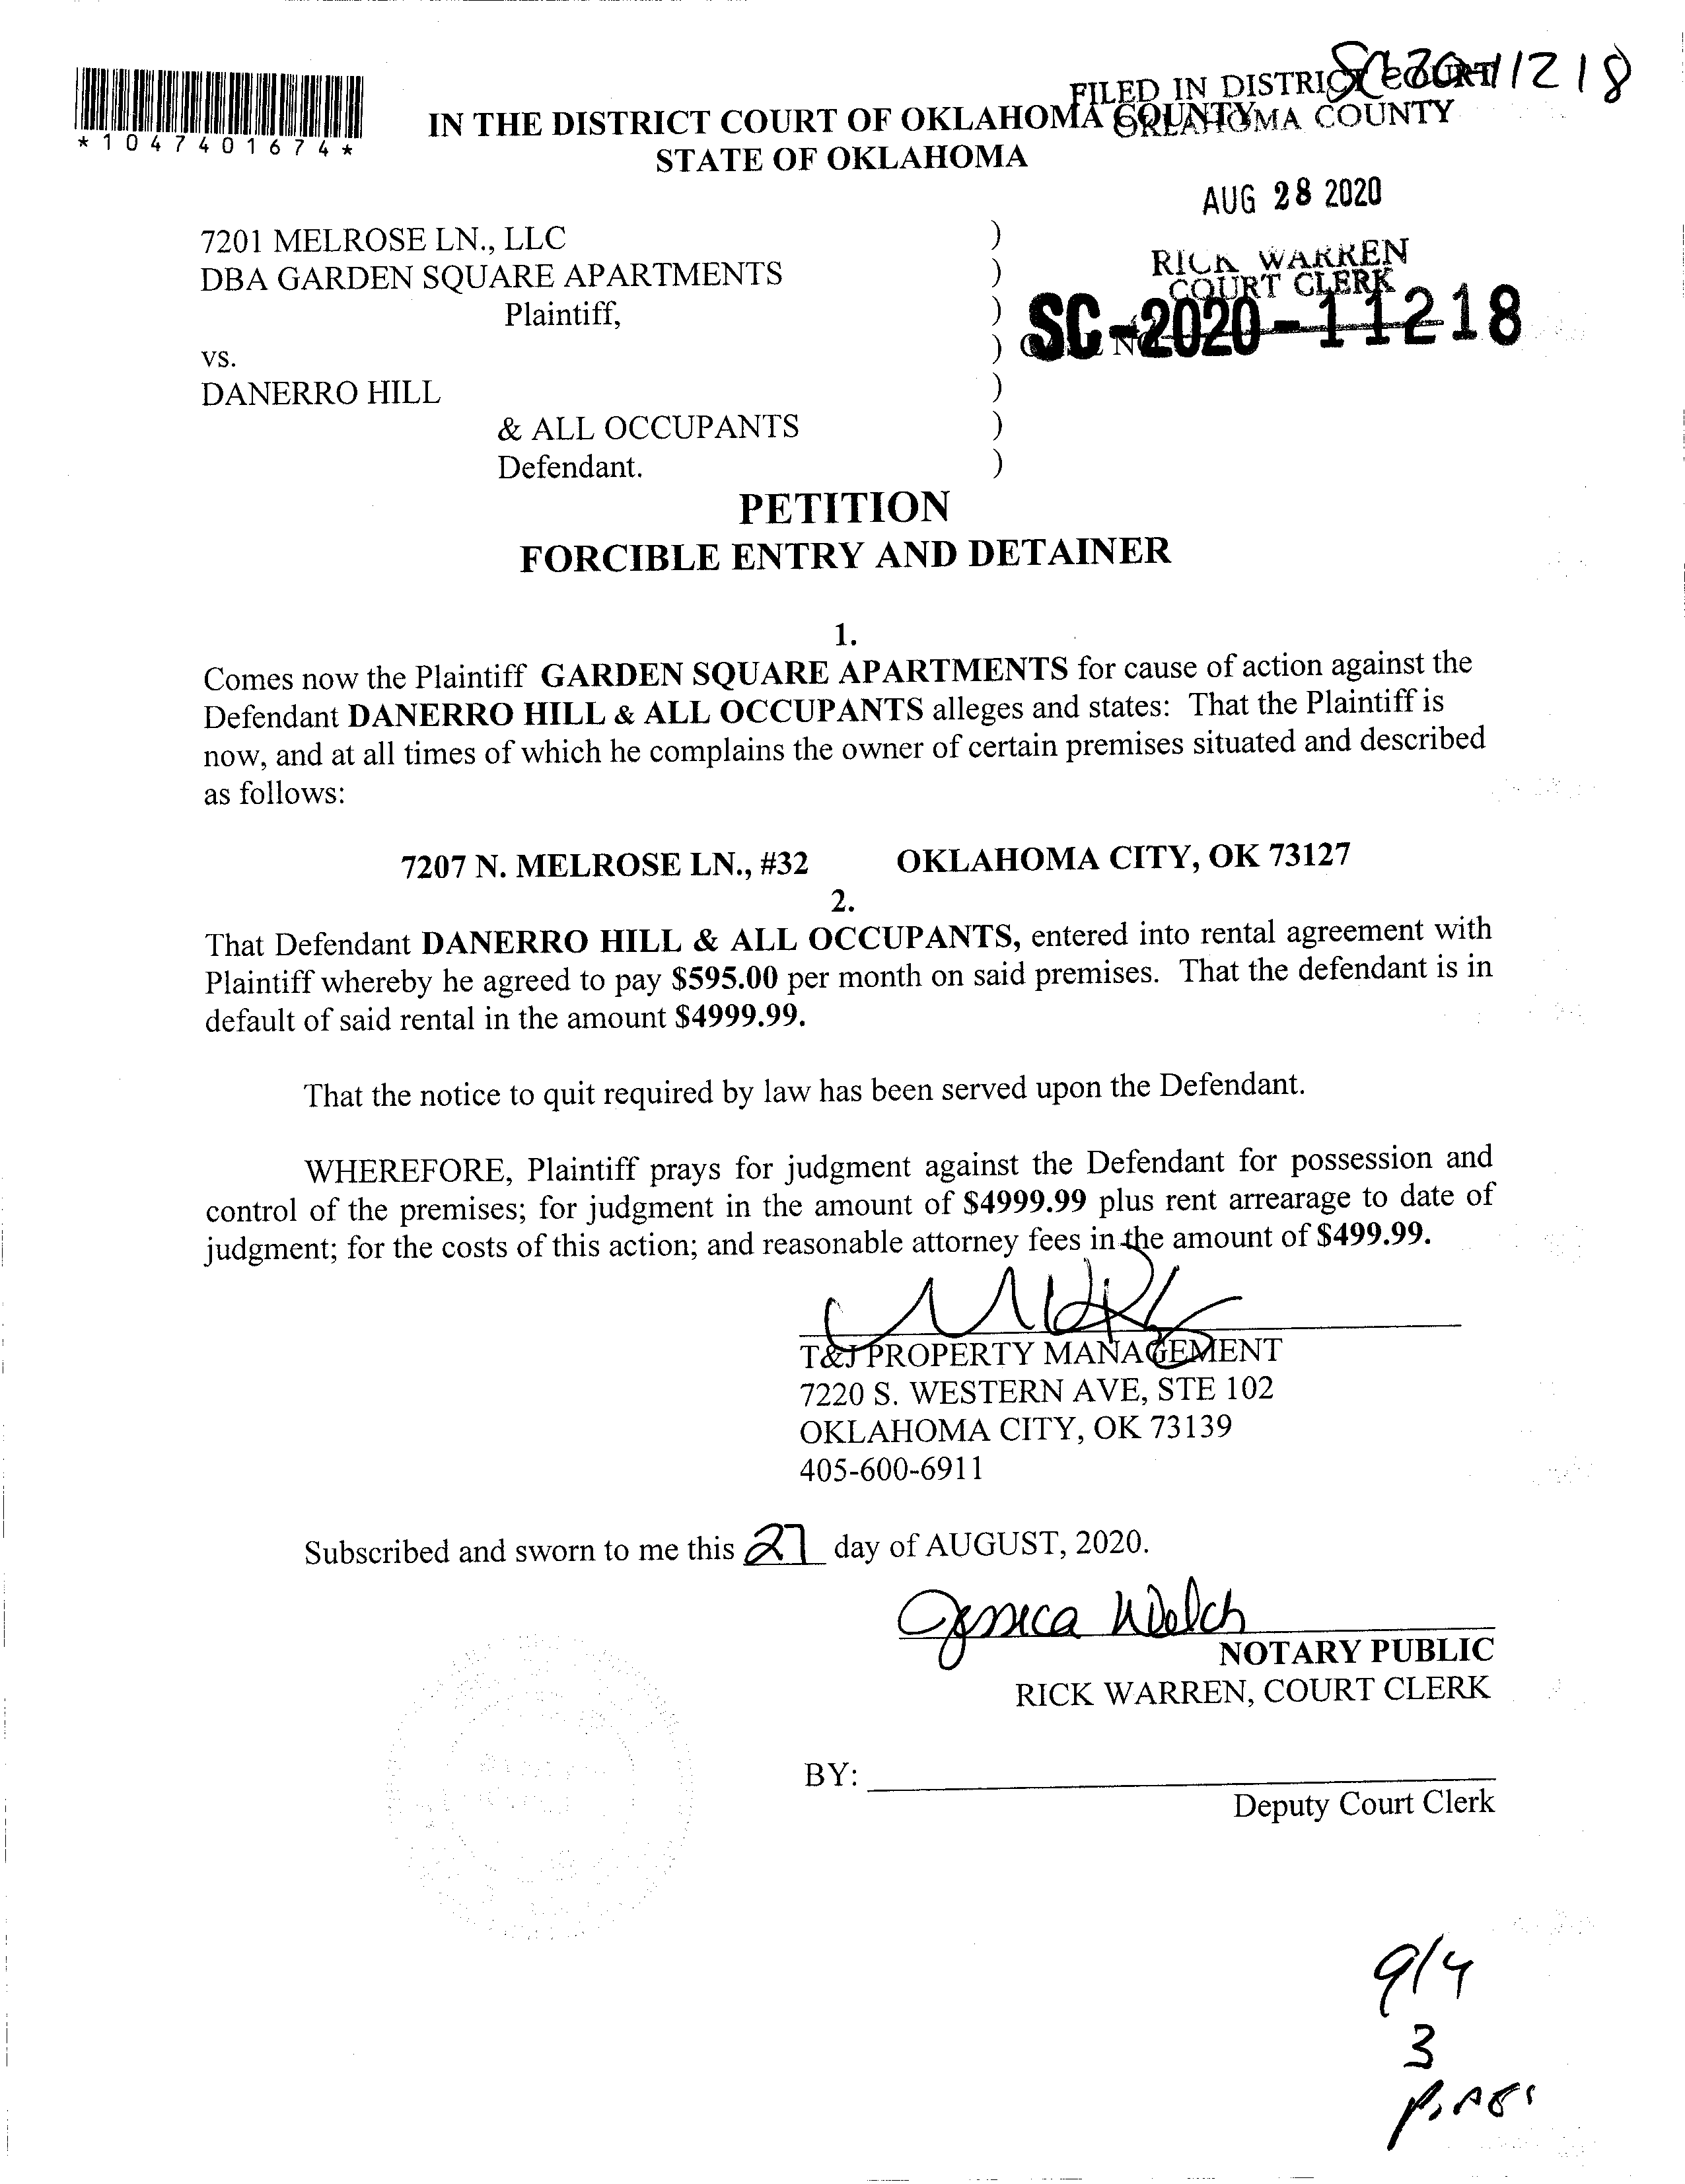 SC 20-11218
*1047401674*
FILED IN DISTRICT COURT
OKLAHOMA COUNTY
IN THE DISTRICT COURT OF OKLAHOMA COUNTY
STATE OF OKLAHOMA
AUG 28 2020
RICK WARREN
COURT CLERK
SC-2020-11218
7201 MELROSE LN., LLC )
DBA GARDEN SQUARE APARTMENTS )
Plaintiff, )
vs. )
DANERRO HILL )
& ALL OCCUPANTS )
Defendant. )
PETITION
FORCIBLE ENTRY AND DETAINER
1.
Comes now the Plaintiff GARDEN SQUARE APARTMENTS for cause of action against the
Defendant DANERRO HILL & ALL OCCUPANTS alleges and states: That the Plaintiff is
now, and at all times of which he complains the owner of certain premises situated and described
as follows:
7207 N. MELROSE LN., #32 OKLAHOMA CITY, OK 73127
2.
That Defendant DANERRO HILL & ALL OCCUPANTS, entered into rental agreement with
Plaintiff whereby he agreed to pay $595.00 per month on said premises. That the defendant is in
default of said rental in the amount $4999.99.
That the notice to quit required by law has been served upon the Defendant.
WHEREFORE, Plaintiff prays for judgment against the Defendant for possession and
control of the premises; for judgment in the amount of $4999.99 plus rent arrearage to date of
judgment; for the costs of this action; and reasonable attorney fees in the amount of $499.99.
T&J PROPERTY MANAGEMENT
7220 S. WESTERN AVE, STE 102
OKLAHOMA CITY, OK 73139
405-600-6911
Subscribed and sworn to me this 27 day of AUGUST, 2020.
Jessica Welch
NOTARY PUBLIC
RICK WARREN, COURT CLERK
BY:
Deputy Court Clerk
9/4
3